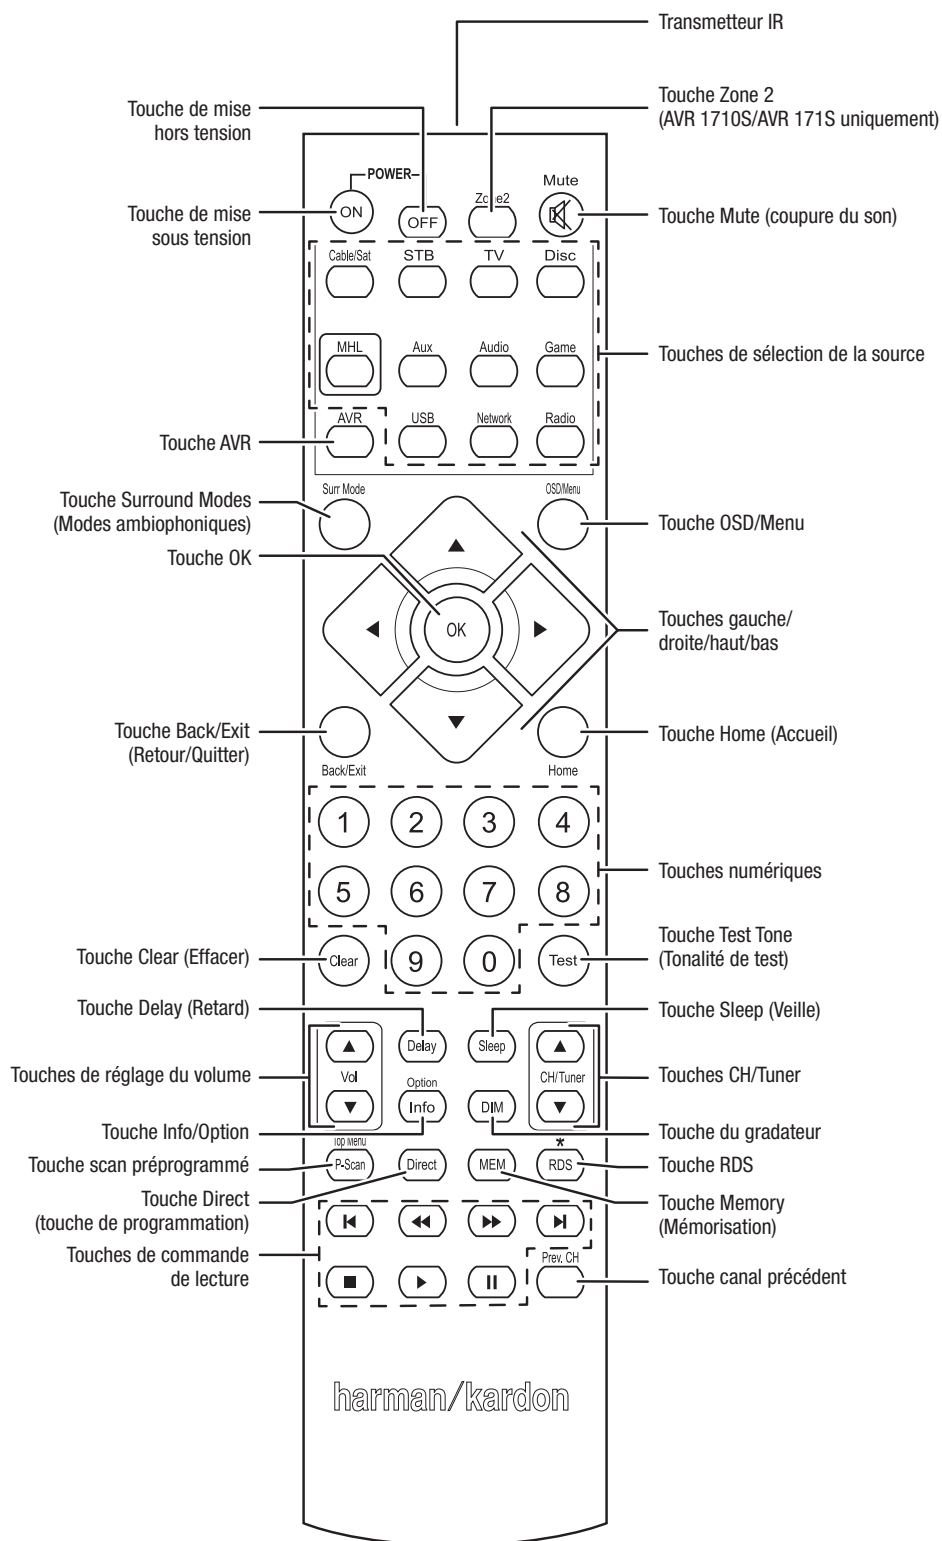 Transmetteur IR
Touche de mise
hors tension
Touche Zone 2
(AVR 1710S/AVR 171S uniquement)
POWER
Mute
ON
OFF
Zone2
Touche de mise
sous tension
Touche Mute (coupure du son)
Cable/Sat
STB
TV
Disc
MHL
Aux
Audio
Game
Touches de sélection de la source
AVR
USB
Network
Radio
Touche AVR
Surr Mode
OSD/Menu
Touche Surround Modes
(Modes ambiophoniques)
Touche OSD/Menu
Touche OK
OK
Touches gauche/
droite/haut/bas
Touche Back/Exit
(Retour/Quitter)
Touche Home (Accueil)
Back/Exit
Home
1
2
3
4
5
6
7
8
Touches numériques
Touche Clear (Effacer)
Clear
9
0
Test
Touche Test Tone
(Tonalité de test)
Touche Delay (Retard)
Touche Sleep (Veille)
Delay
Sleep
Touches de réglage du volume
Vol
CH/Tuner
Touches CH/Tuner
Option
Info
DIM
Touche Info/Option
Touche du gradateur
Top Menu
*
Touche scan préprogrammé
P-Scan
Direct
MEM
RDS
Touche RDS
Touche Direct
(touche de programmation)
Touche Memory
(Mémorisation)
Touches de commande
de lecture
Prev. CH
Touche canal précédent
harman/kardon